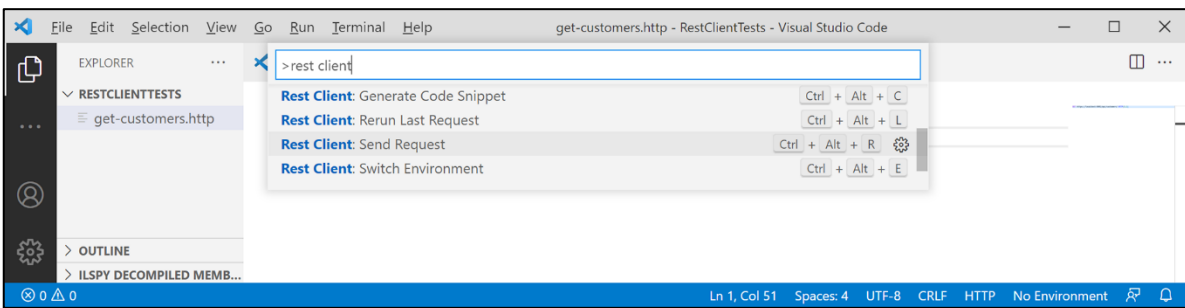 File Edit Selection View Go Run Terminal Help get-customers.http - RestClientTests - Visual Studio Code
EXPLORER
>rest client
RESTCLIENTTESTS
get-customers.http
Rest Client: Generate Code Snippet Ctrl + Alt + C
Rest Client: Rerun Last Request Ctrl + Alt + L
Rest Client: Send Request Ctrl + Alt + R
Rest Client: Switch Environment Ctrl + Alt + E
OUTLINE
ILSPY DECOMPILED MEMB...
0 0 Ln 1, Col 51 Spaces: 4 UTF-8 CRLF HTTP No Environment